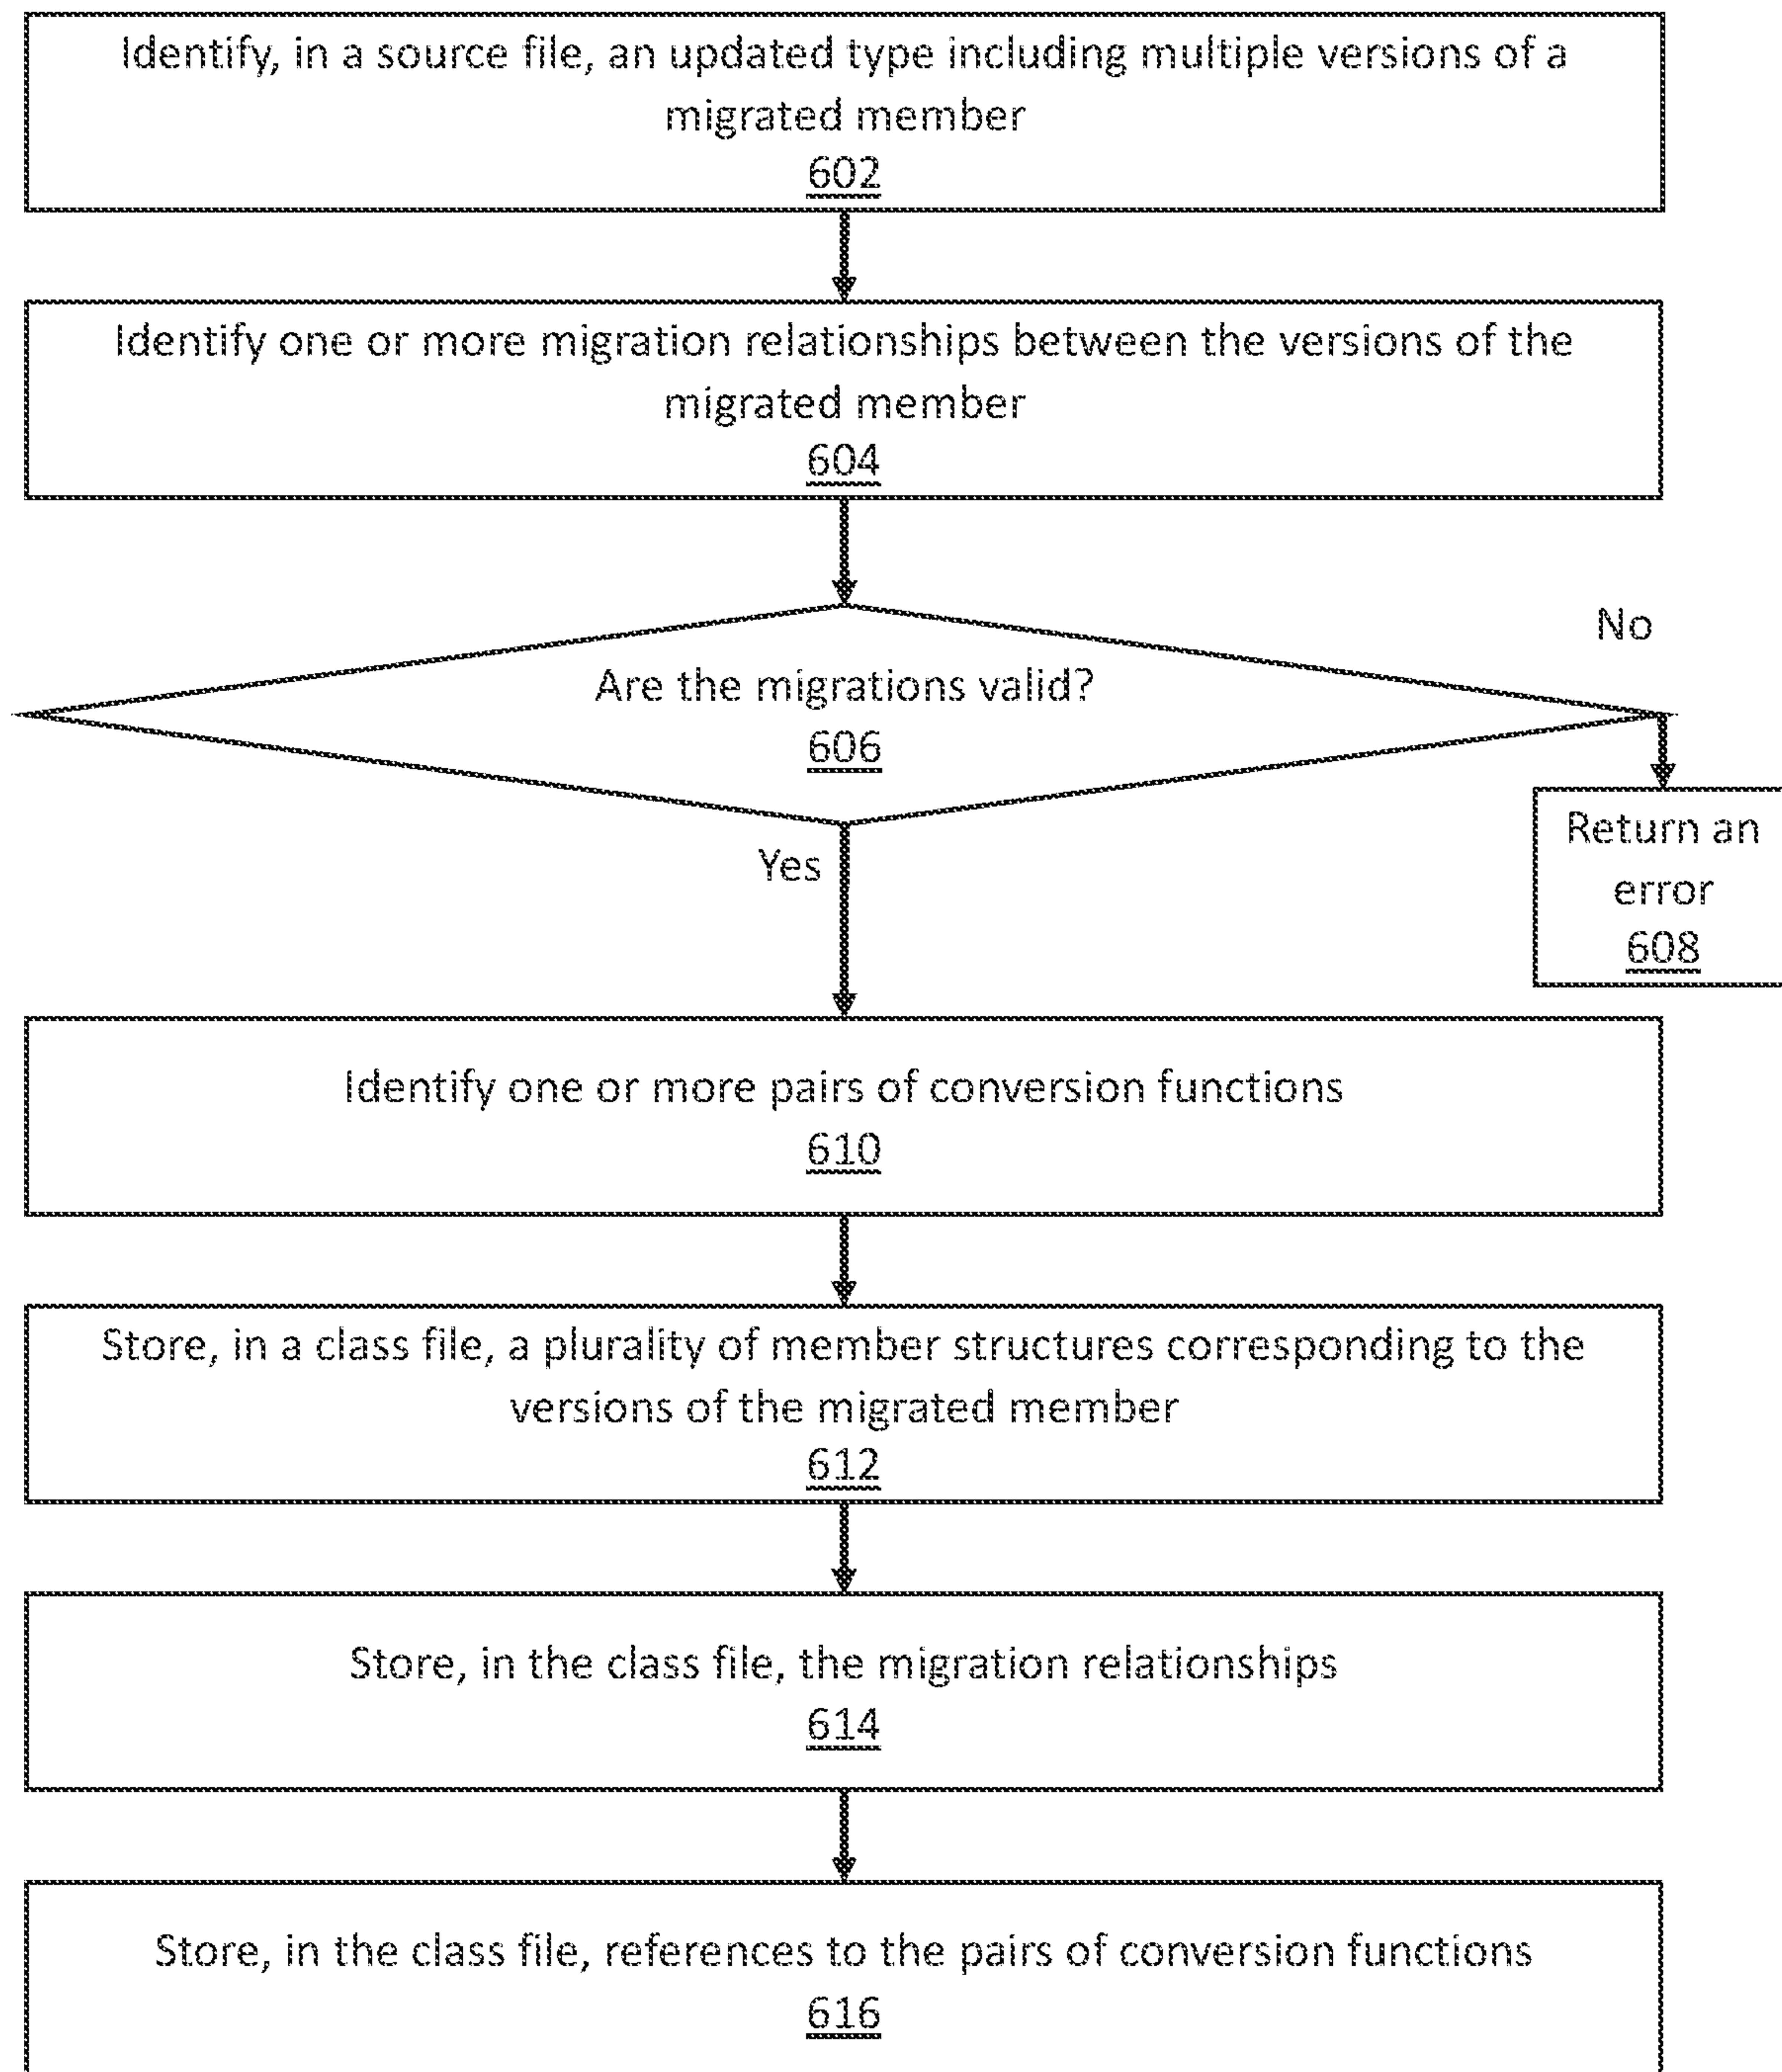 Identify, in a source file, an updated type including multiple versions of a
migrated member
602
Identify one or more migration relationships between the versions of the
migrated member
604
No
Are the migrations valid?
606
Return an
error
608
Yes
Identify one or more pairs of conversion functions
610
Store, in a class file, a plurality of member structures corresponding to the
versions of the migrated member
612
Store, in the class file, the migration relationships
614
Store, in the class file, references to the pairs of conversion functions
616